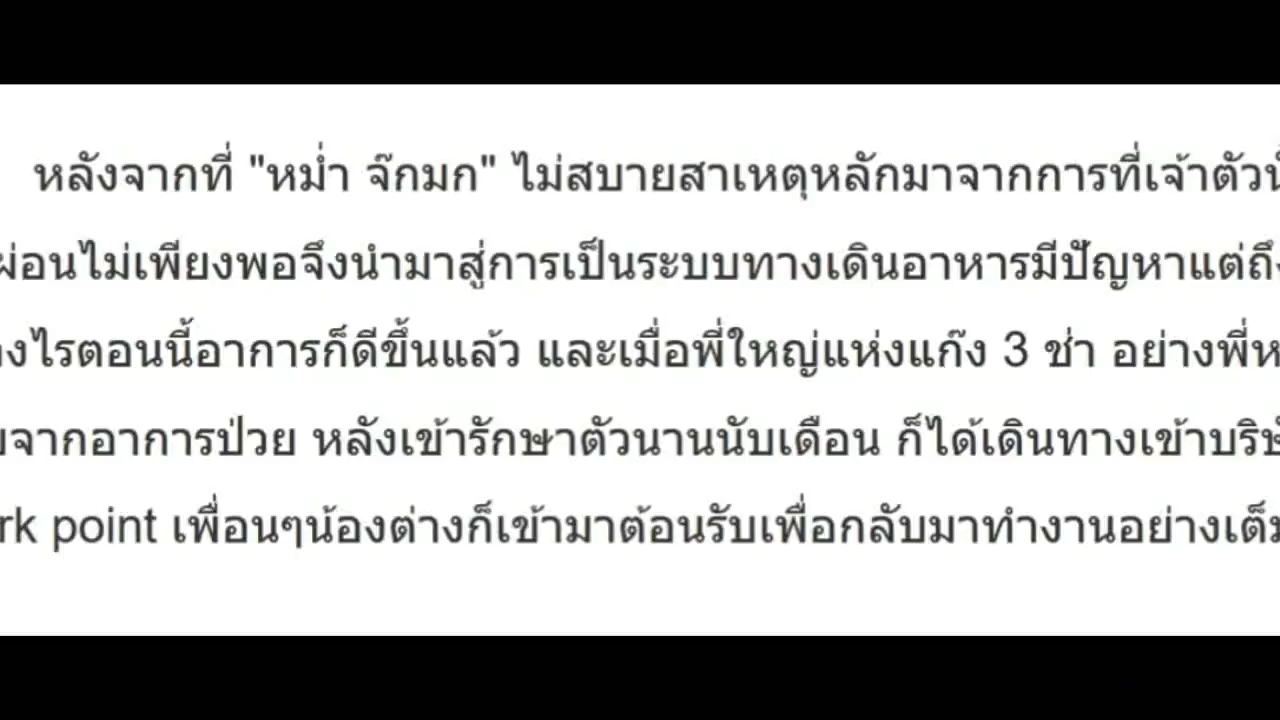 หลังจากที่ "หม่ำ จ๊กมก" ไม่สบายสาเหตุหลักมาจากการที่เจ้าตัว
ผ่อนไม่เพียงพอจึงนำมาสู่การเป็นระบบทางเดินอาหารมีปัญหาแต่ถึง
งไรตอนนี้อาการก็ดีขึ้นแล้ว และเมื่อพี่ใหญ่แห่งแก๊ง 3 ช่า อย่างพี่ห
จากอาการป่วย หลังเข้ารักษาตัวนานนับเดือน ก็ได้เดินทางเข้าบริษ
rk point เพื่อนๆน้องต่างก็เข้ามาต้อนรับเพื่อกลับมาทำงานอย่างเต็ม